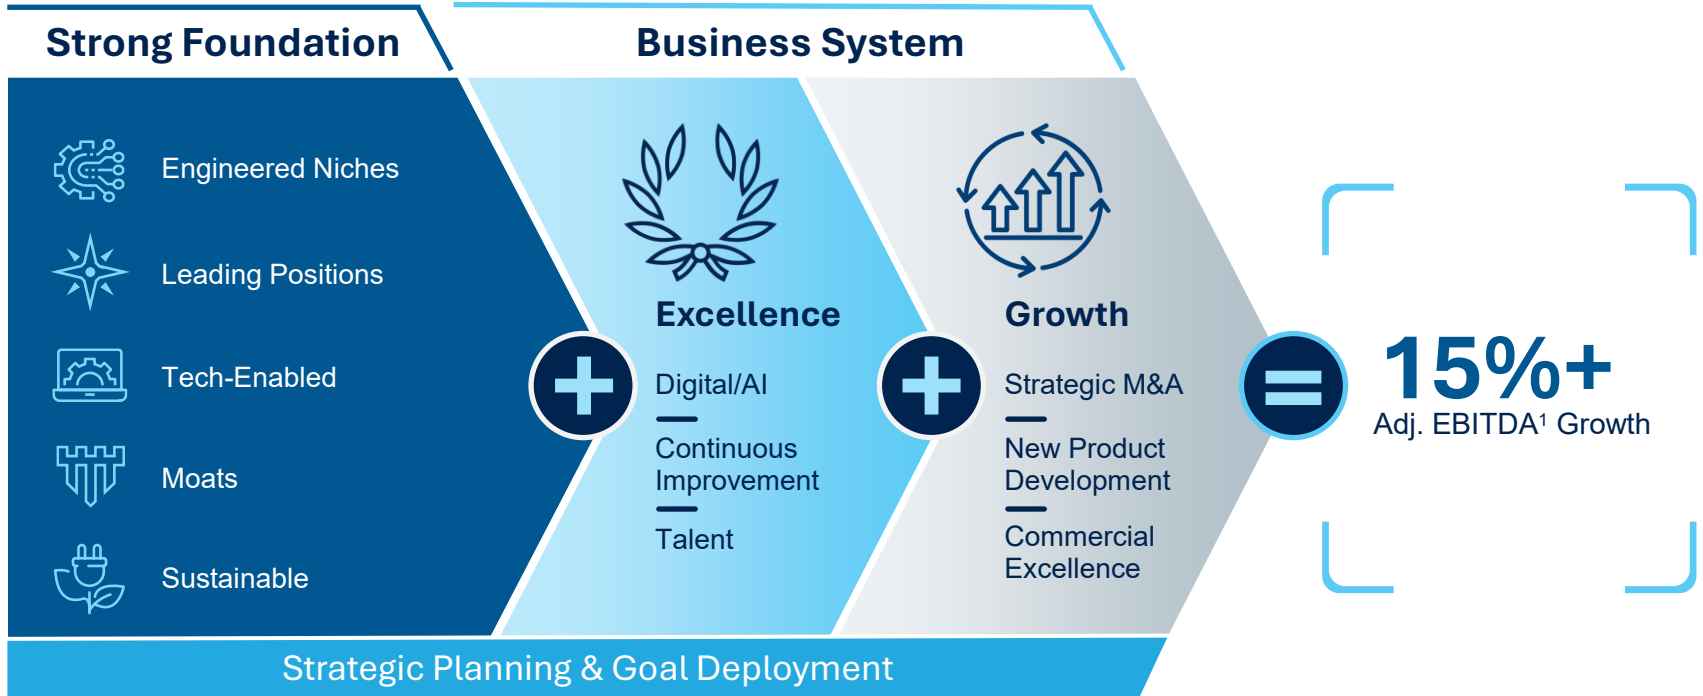 Strong Foundation
Business System
Engineered Niches
Leading Positions
Tech-Enabled
Moats
Sustainable
Excellence
Digital/AI
Continuous
Improvement
Talent
Growth
Strategic M&A
New Product
Development
Commercial
Excellence
15%+
Adj. EBITDA¹ Growth
Strategic Planning & Goal Deployment